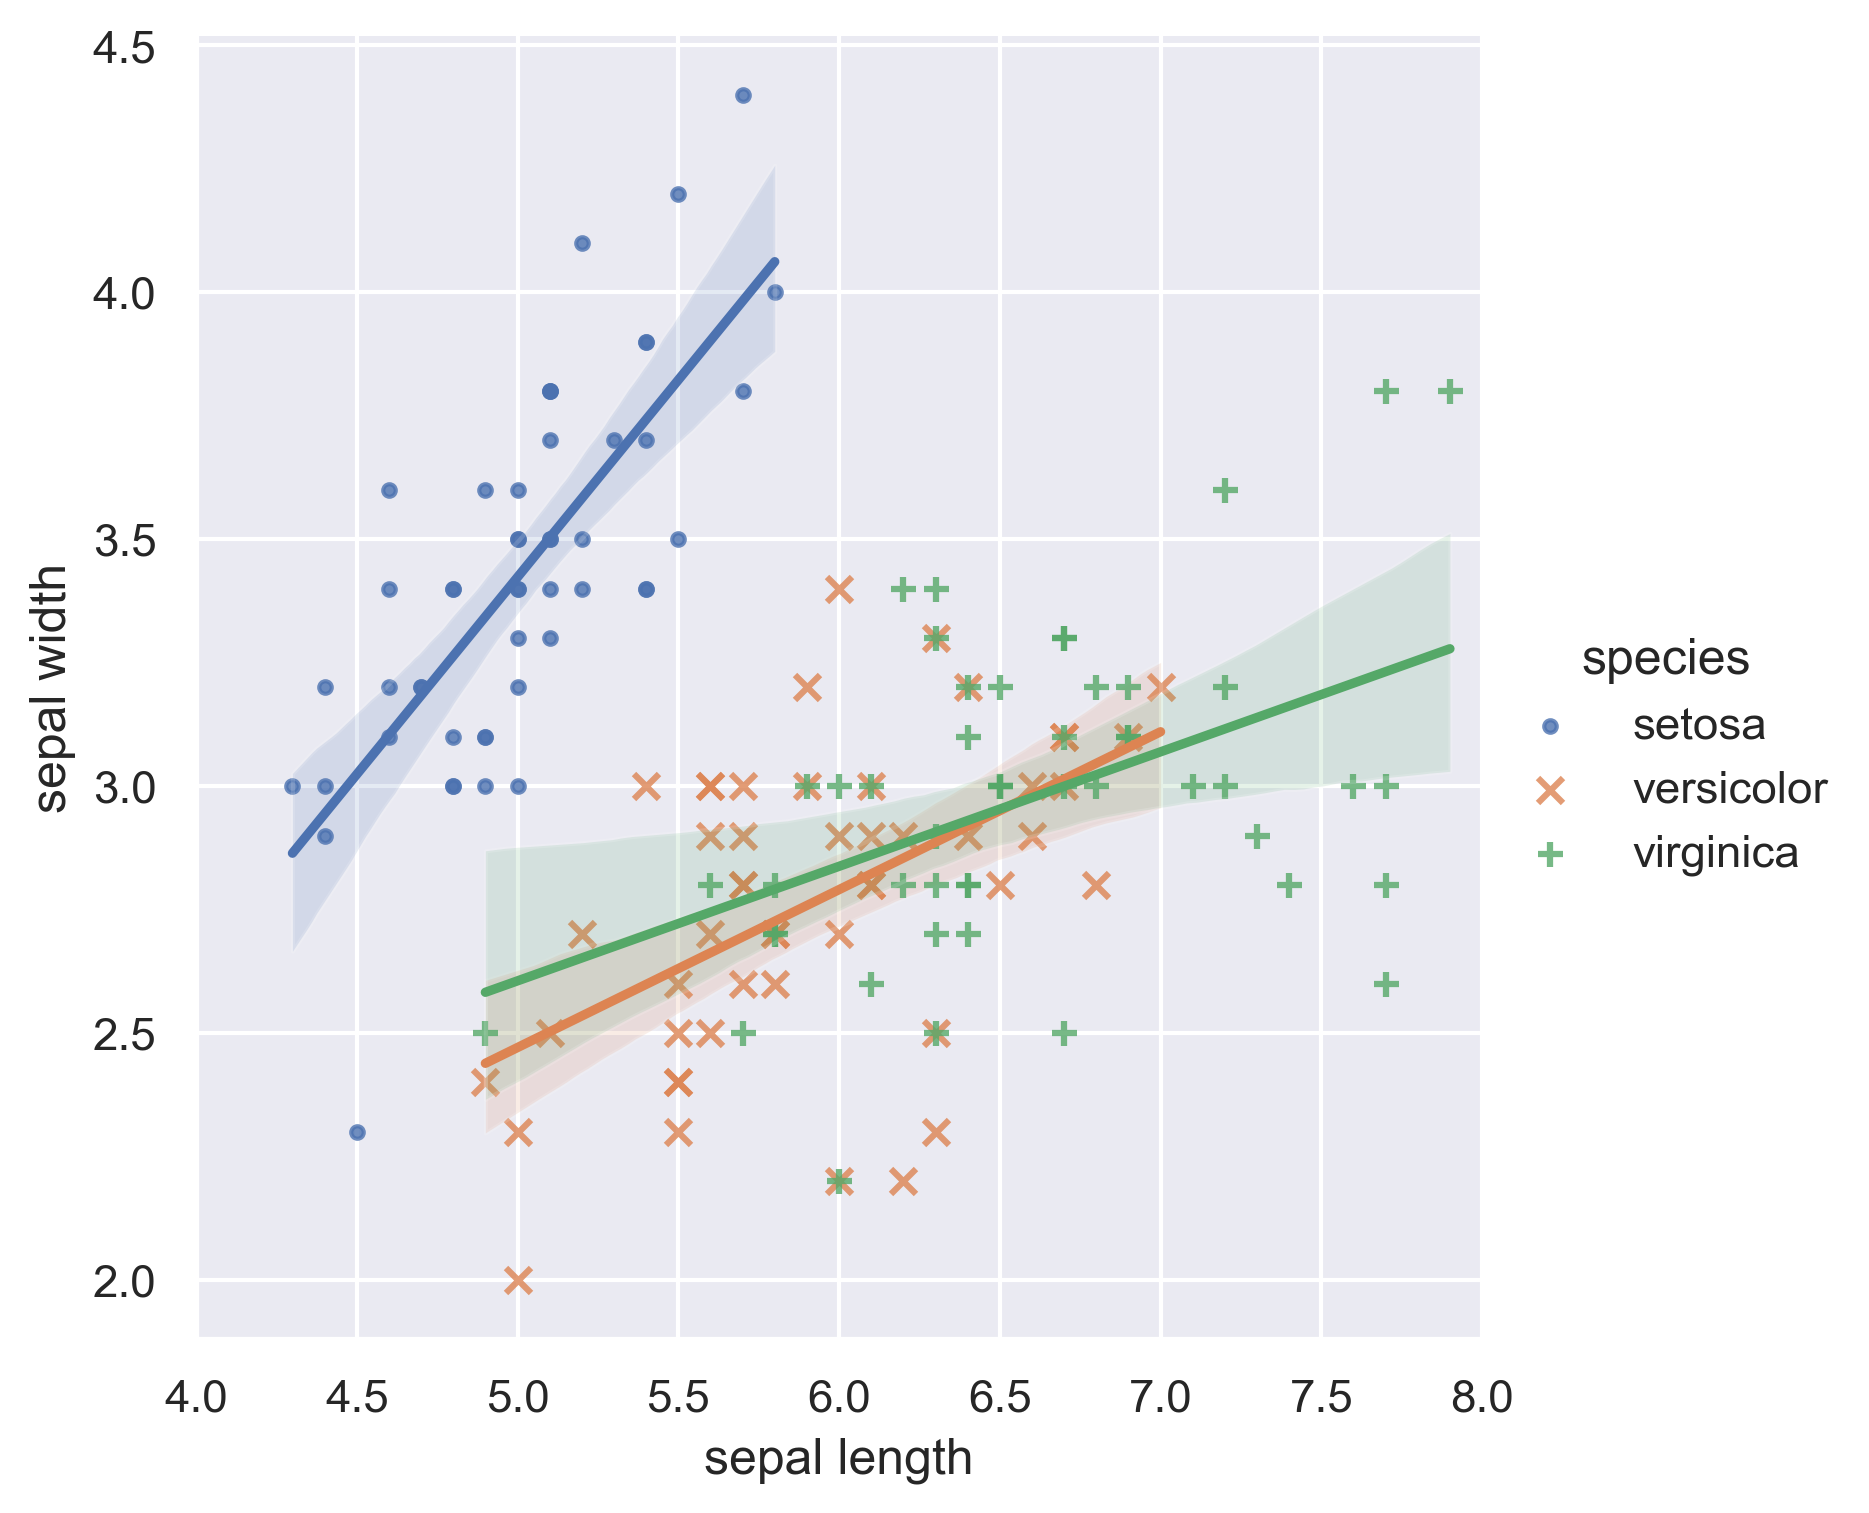 4.5
4.0
3.5
3.0
2.5
2.0
sepal width
4.0 4.5 5.0 5.5 6.0 6.5 7.0 7.5 8.0
sepal length
species
setosa
versicolor
virginica